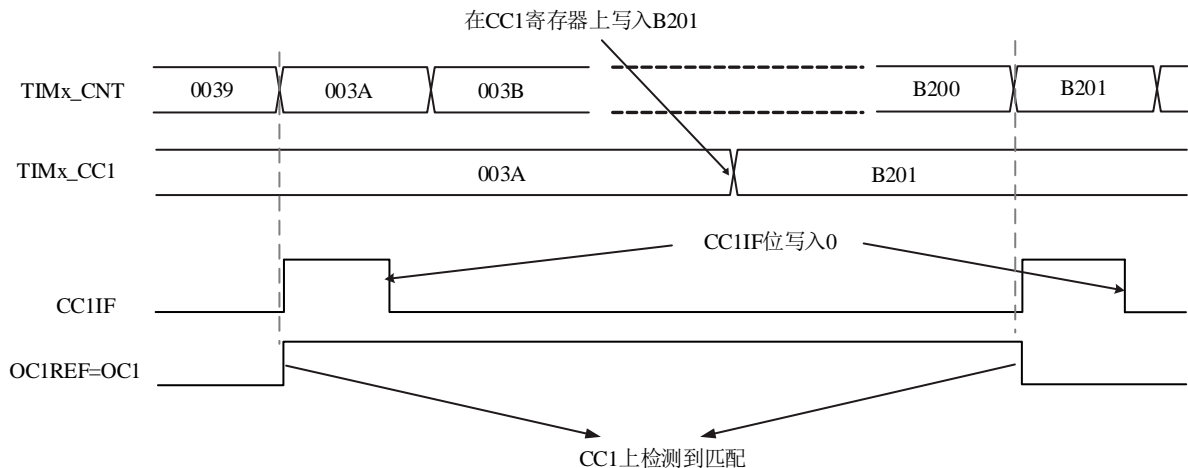 在CC1寄存器上写入B201
TIMx_CNT 0039 003A 003B B200 B201
TIMx_CC1 003A B201
CC1IF位写入0
CC1IF
OC1REF=OC1
CC1上检测到匹配